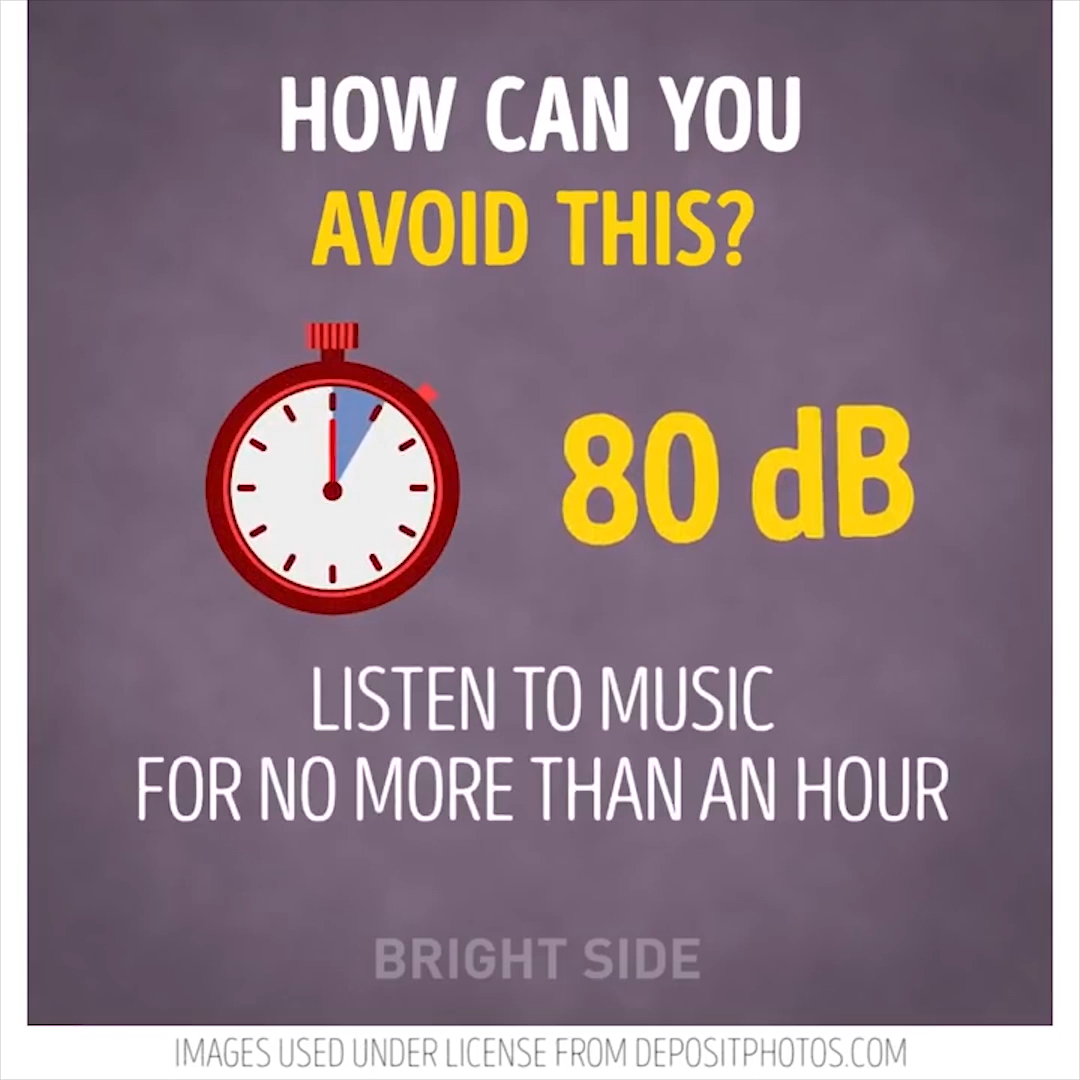 HOW CAN YOU
AVOID THIS?
80 dB
LISTEN TO MUSIC
FOR NO MORE THAN AN HOUR
BRIGHT SIDE
IMAGES USED UNDER LICENSE FROM DEPOSITPHOTOS.COM